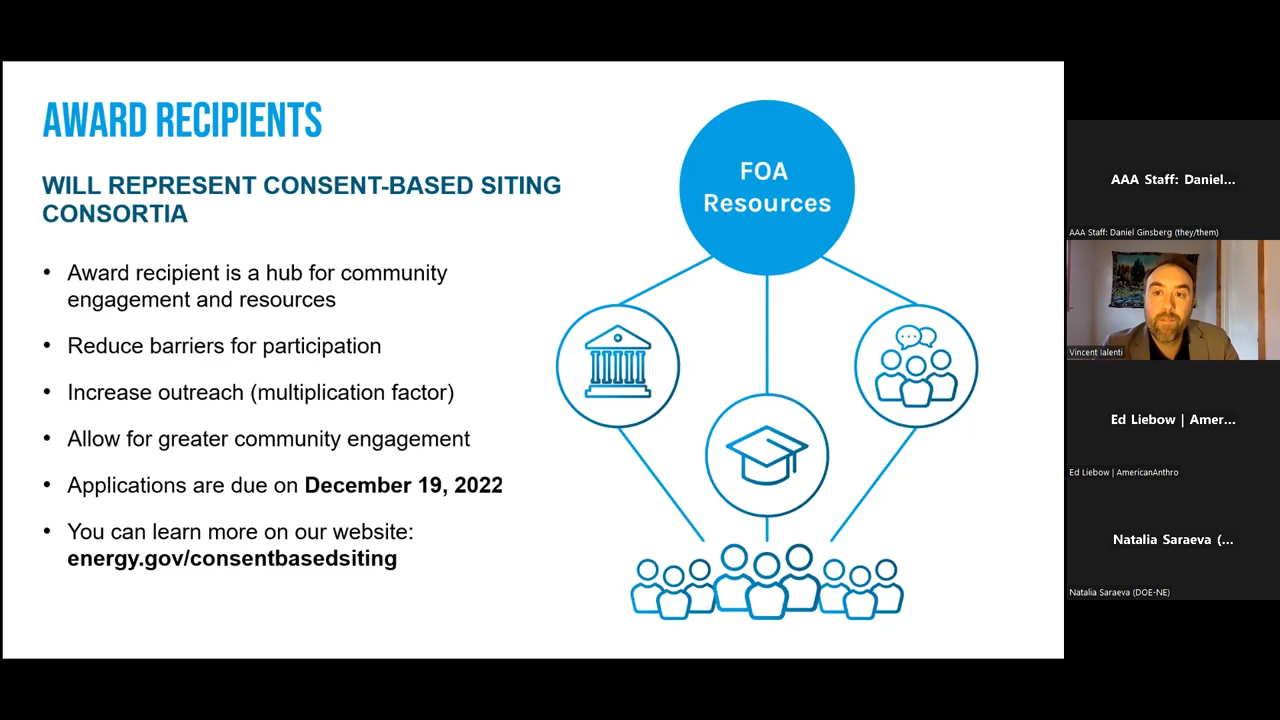 AWARD RECIPIENTS
WILL REPRESENT CONSENT-BASED SITING
CONSORTIA
• Award recipient is a hub for community
engagement and resources
• Reduce barriers for participation
• Increase outreach (multiplication factor)
• Allow for greater community engagement
• Applications are due on December 19, 2022
• You can learn more on our website:
energy.gov/consentbasedsiting
FOA
Resources
AAA Staff: Daniel...
AAA Staff: Daniel Ginsberg (they/them)
Vincent Ialenti
Ed Liebow | Amer...
Ed Liebow | AmericanAnthro
Natalia Saraeva (...
Natalia Saraeva (DOE-NE)